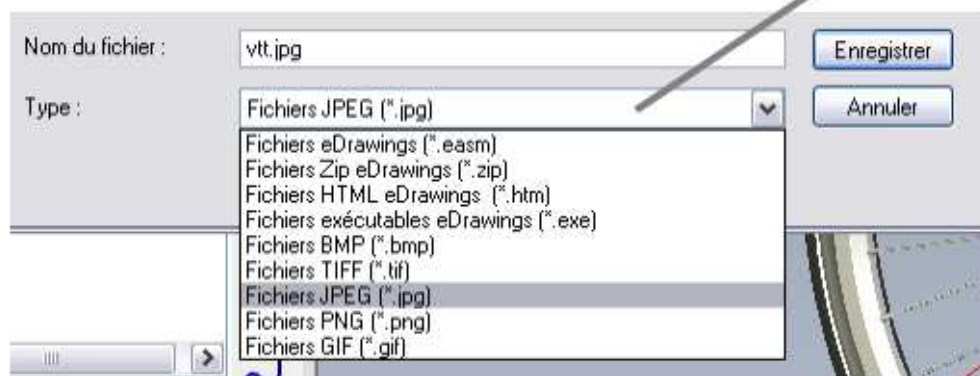 Nom du fichier :
vtt.jpg
Enregistrer
Type :
Fichiers JPEG (*.jpg)
Annuler
Fichiers eDrawings (*.easm)
Fichiers Zip eDrawings (*.zip)
Fichiers HTML eDrawings (*.htm)
Fichiers exécutables eDrawings (*.exe)
Fichiers BMP (*.bmp)
Fichiers TIFF (*.tif)
Fichiers JPEG (*.jpg)
Fichiers PNG (*.png)
Fichiers GIF (*.gif)